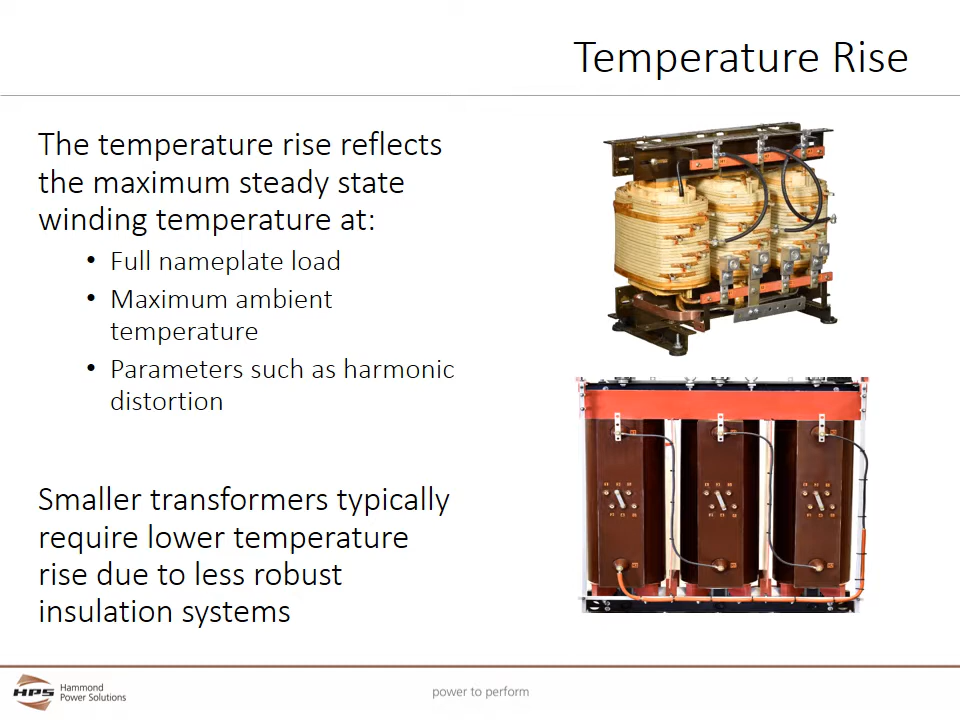 Temperature Rise
The temperature rise reflects
the maximum steady state
winding temperature at:
• Full nameplate load
• Maximum ambient
temperature
• Parameters such as harmonic
distortion
Smaller transformers typically
require lower temperature
rise due to less robust
insulation systems
HPS
Hammond
Power Solutions
power to perform